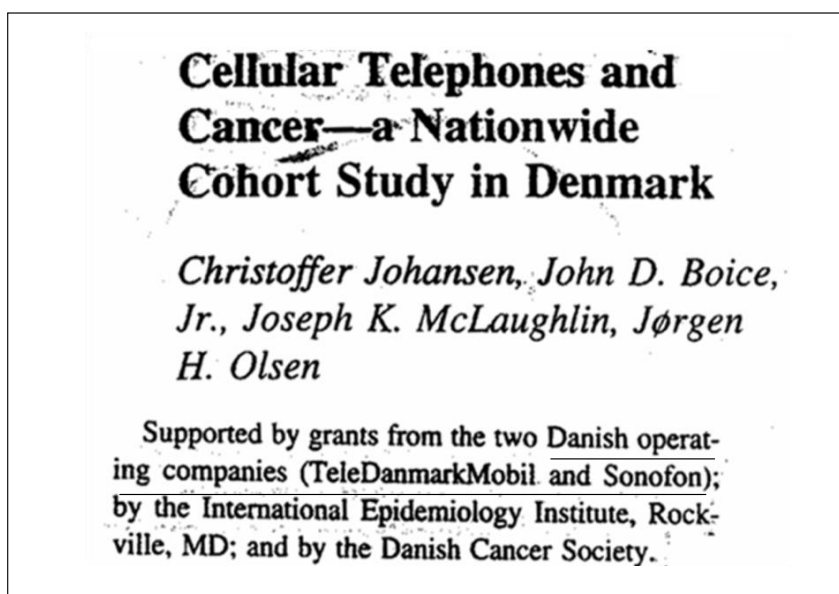 Cellular Telephones and
Cancer—a Nationwide
Cohort Study in Denmark
Christoffer Johansen, John D. Boice,
Jr., Joseph K. McLaughlin, Jørgen
H. Olsen
Supported by grants from the two Danish operat-
ing companies (TeleDanmarkMobil and Sonofon);
by the International Epidemiology Institute, Rock-
ville, MD; and by the Danish Cancer Society.